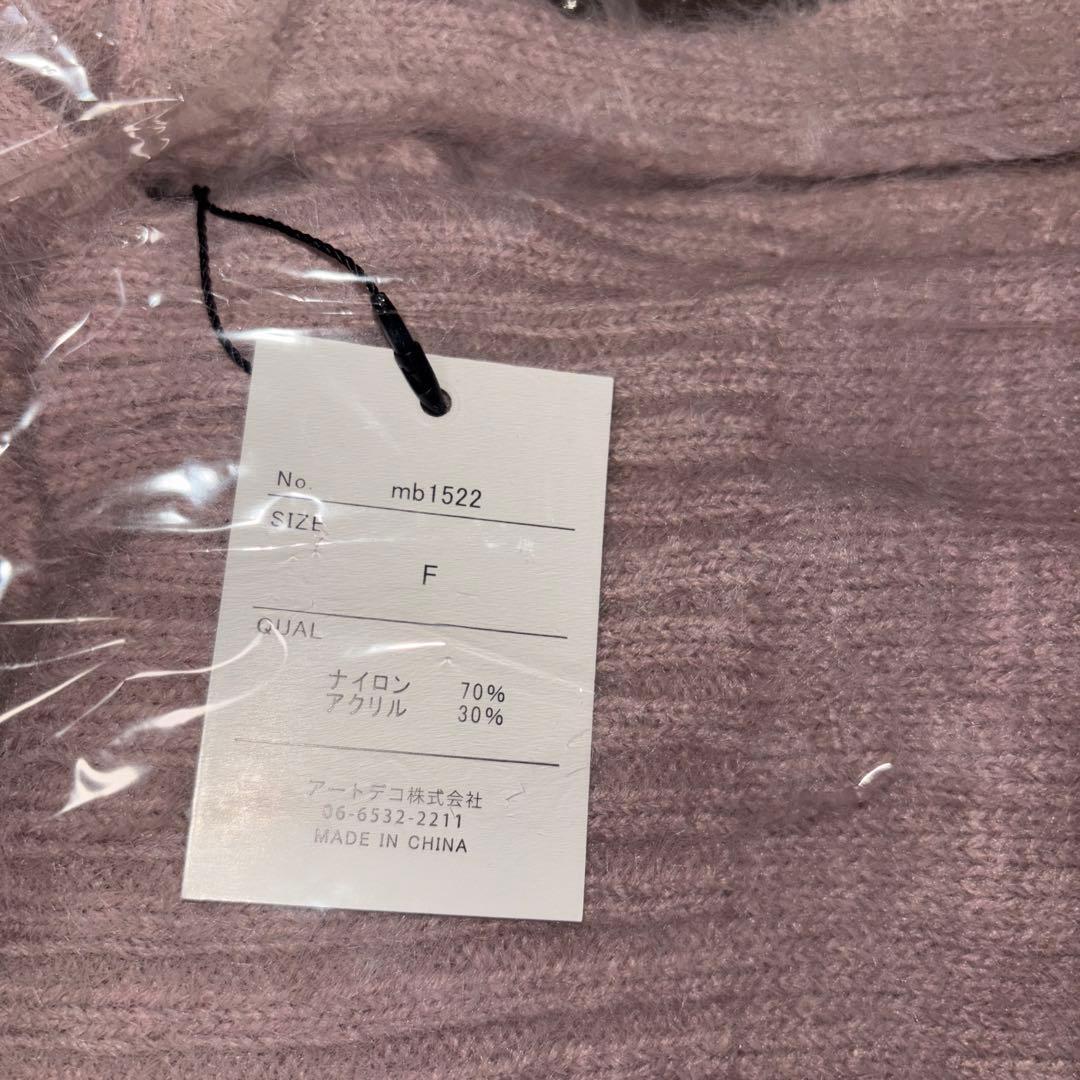 No. mb1522
SIZE
F
QUAL
ナイロン 70%
アクリル 30%
アートデコ株式会社
06-6532-2211
MADE IN CHINA